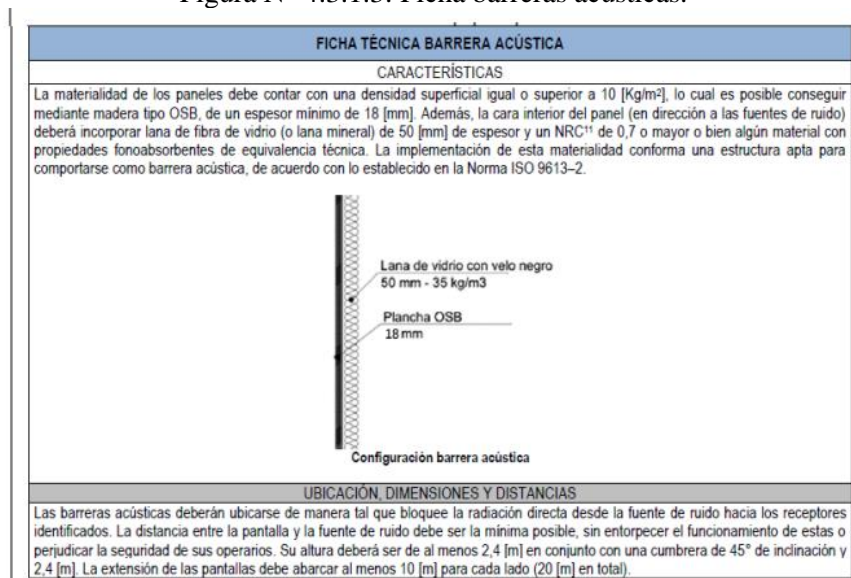 Figura N° 4.3.1.3. Ficha barreras acústicas.
FICHA TÉCNICA BARRERA ACÚSTICA
CARACTERÍSTICAS
La materialidad de los paneles debe contar con una densidad superficial igual o superior a 10 [Kg/m²], lo cual es posible conseguir
mediante madera tipo OSB, de un espesor mínimo de 18 [mm]. Además, la cara interior del panel (en dirección a las fuentes de ruido)
deberá incorporar lana de fibra de vidrio (o lana mineral) de 50 [mm] de espesor y un NRC¹¹ de 0,7 o mayor o bien algún material con
propiedades fonoabsorbentes de equivalencia técnica. La implementación de esta materialidad conforma una estructura apta para
comportarse como barrera acústica, de acuerdo con lo establecido en la Norma ISO 9613–2.
Lana de vidrio con velo negro
50 mm - 35 kg/m3
Plancha OSB
18 mm
Configuración barrera acústica
UBICACIÓN, DIMENSIONES Y DISTANCIAS
Las barreras acústicas deberán ubicarse de manera tal que bloquee la radiación directa desde la fuente de ruido hacia los receptores
identificados. La distancia entre la pantalla y la fuente de ruido debe ser la mínima posible, sin entorpecer el funcionamiento de estas o
perjudicar la seguridad de sus operarios. Su altura deberá ser de al menos 2,4 [m] en conjunto con una cumbrera de 45° de inclinación y
2,4 [m]. La extensión de las pantallas debe abarcar al menos 10 [m] para cada lado (20 [m] en total).